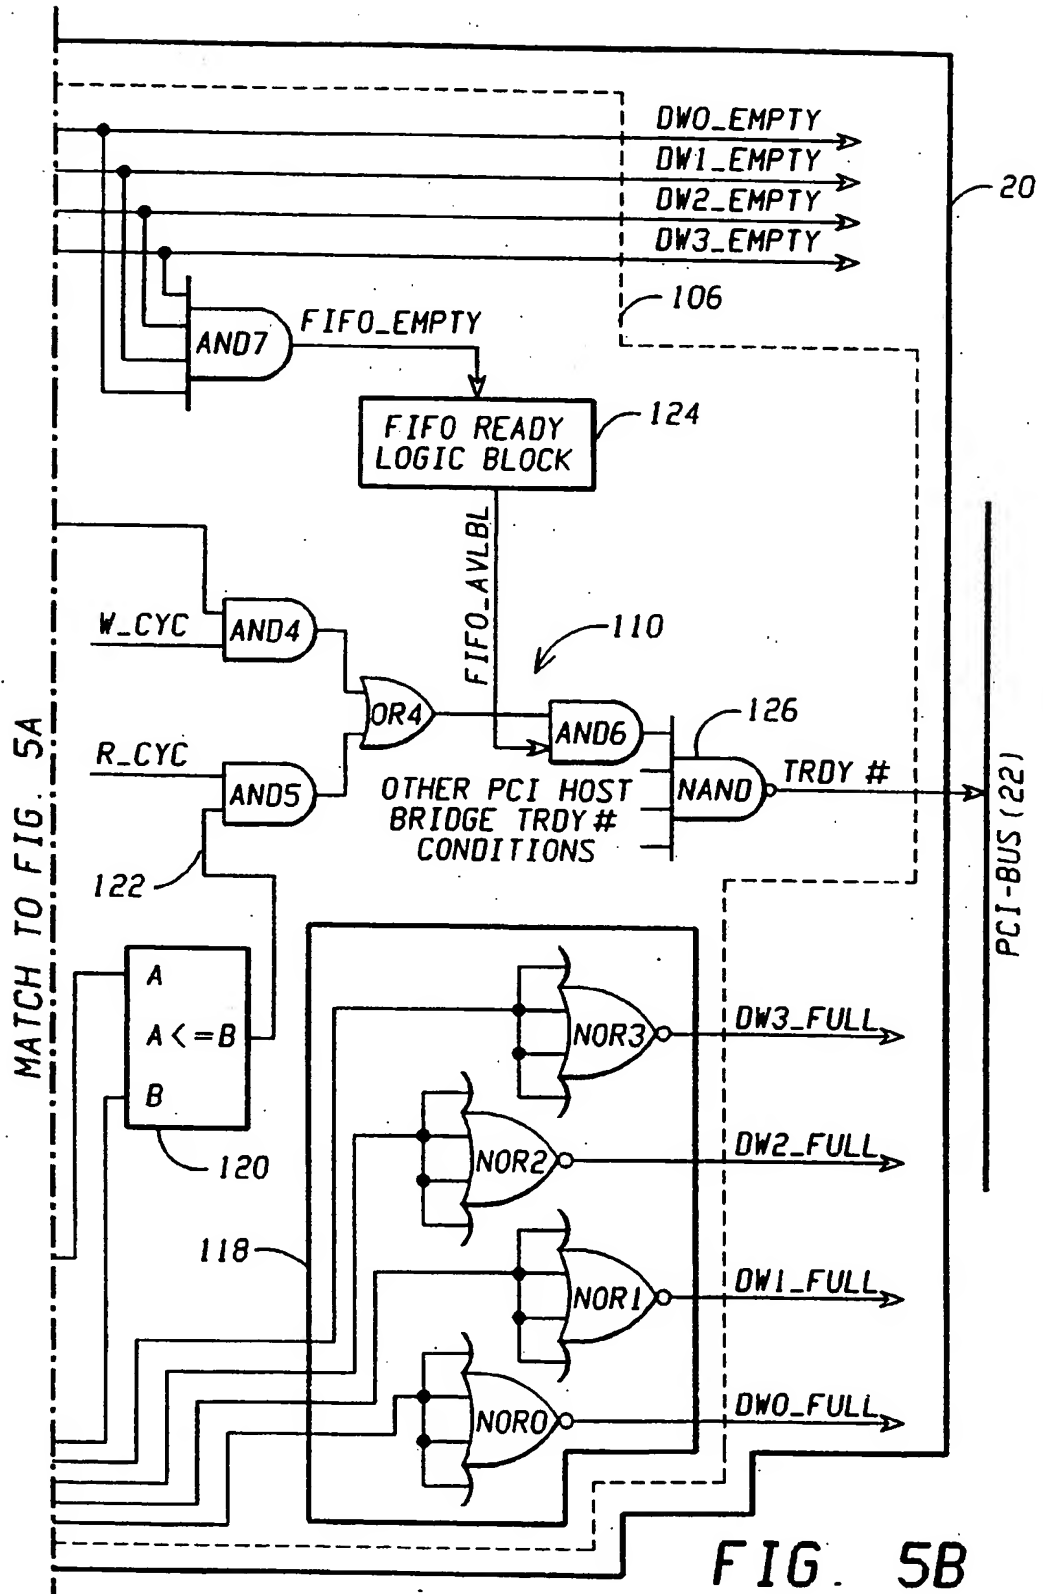 DW0_EMPTY
DW1_EMPTY
20
DW2_EMPTY
DW3_EMPTY
106
FIFO_EMPTY
AND7
124
FIFO READY
LOGIC BLOCK
FIFO_AVLBL
W_CYC
AND4
110
OR4
126
AND6
R_CYC
TRDY #
AND5
NAND
OTHER PCI HOST
BRIDGE TRDY #
CONDITIONS
122
PCI-BUS (22)
MATCH TO FIG. 5A
A
A <= B
B
120
NOR3
DW3_FULL
NOR2
DW2_FULL
118
NOR1
DW1_FULL
NOR0
DW0_FULL
FIG. 5B